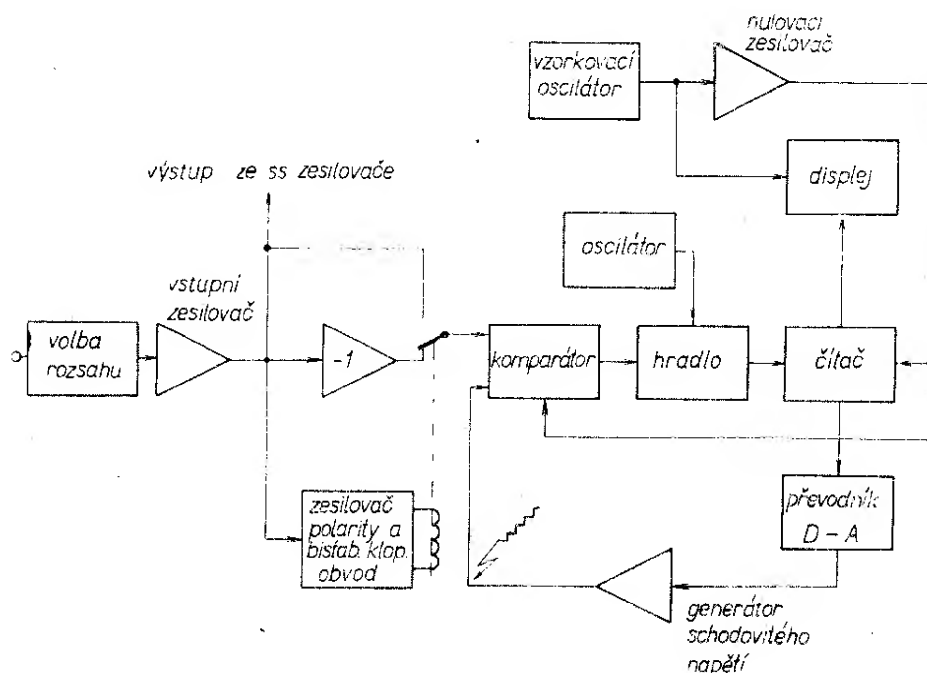 nulovací
zesilovač
vzorkovací
oscilátor
displej
výstup ze ss zesilovače
oscilátor
vstupní
zesilovač
volba
rozsahu
-1
komparátor
hradlo
čítač
zesilovač
polarity a
bistab. klop.
obvod
převodník
D - A
generátor
schodovitého
napětí